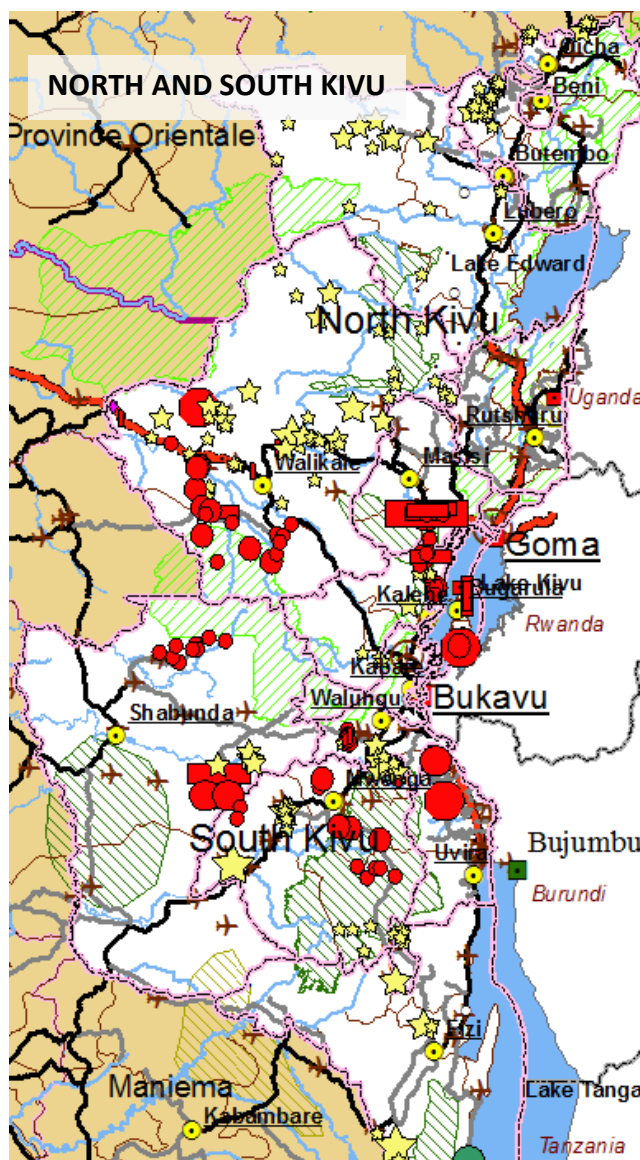 NORTH AND SOUTH KIVU
Oicha
Beni
Province Orientale
Butembo
Lubero
Lake Edward
North Kivu
Uganda
Rutshuru
Walikale
Masisi
Goma
Lake Kivu
Bugarula
Kalehe
Rwanda
Kabare
Walungu
Bukavu
Shabunda
Mwenga
South Kivu
Bujumbu
Uvira
Burundi
Fizi
Maniema
Lake Tanga
Kabambare
Tanzania